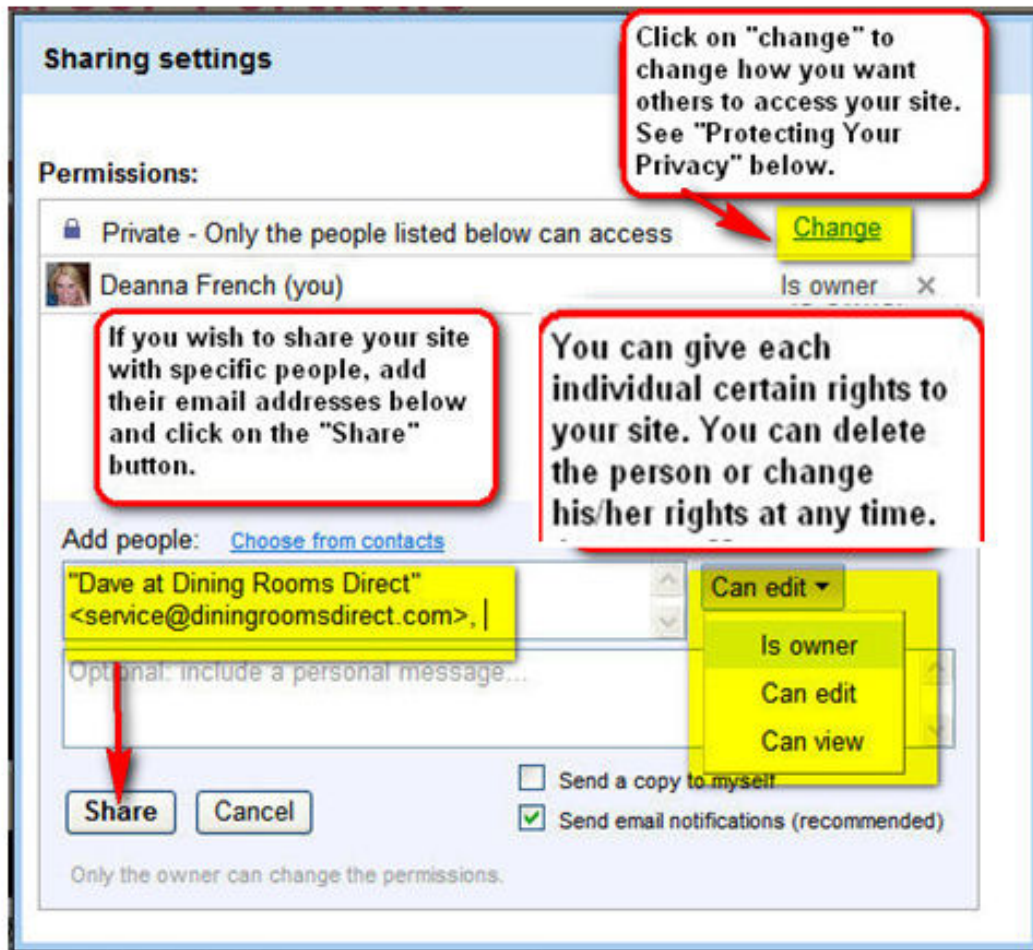 Sharing settings
Click on "change" to
change how you want
others to access your site.
See "Protecting Your
Privacy" below.
Permissions:
Private - Only the people listed below can access
Change
Deanna French (you)
Is owner
If you wish to share your site
with specific people, add
their email addresses below
and click on the "Share"
button.
You can give each
individual certain rights to
your site. You can delete
the person or change
his/her rights at any time.
Add people: Choose from contacts
"Dave at Dining Rooms Direct"
<service@diningroomsdirect.com>,
Can edit
Is owner
Can edit
Can view
Optional: include a personal message...
Send a copy to myself
Send email notifications (recommended)
Share
Cancel
Only the owner can change the permissions.